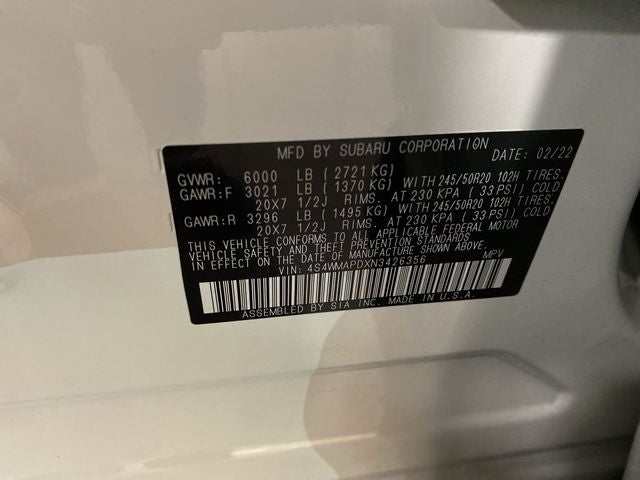 MFD BY SUBARU CORPORATION
DATE: 02/22
GVWR: 6000 LB (2721 KG)
GAWR:F 3021 LB (1370 KG) WITH 245/50R20 102H TIRES.
20X7 1/2J RIMS. AT 230 KPA (33 PSI) COLD
GAWR:R 3296 LB (1495 KG) WITH 245/50R20 102H TIRES.
20X7 1/2J RIMS. AT 230 KPA (33 PSI) COLD
THIS VEHICLE CONFORMS TO ALL APPLICABLE FEDERAL MOTOR
VEHICLE SAFETY AND THEFT PREVENTION STANDARDS
IN EFFECT ON THE DATE OF MANUFACTURE SHOWN ABOVE.
VIN: 4S4WMAPDXN3426356 MPV
ASSEMBLED BY SIA INC. MADE IN U.S.A.